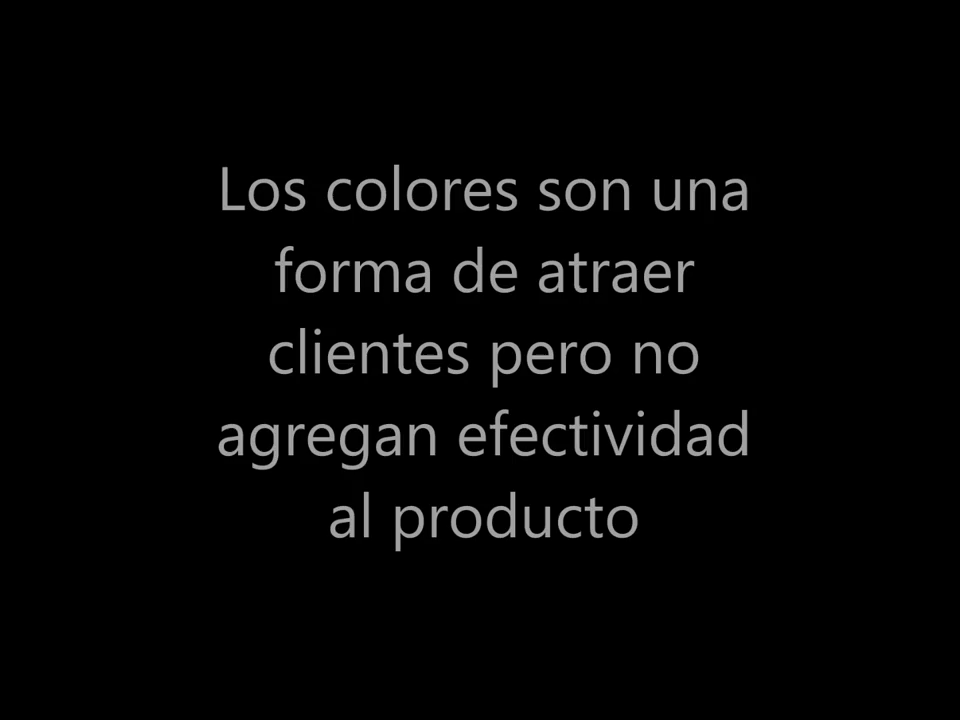 Los colores son una
forma de atraer
clientes pero no
agregan efectividad
al producto